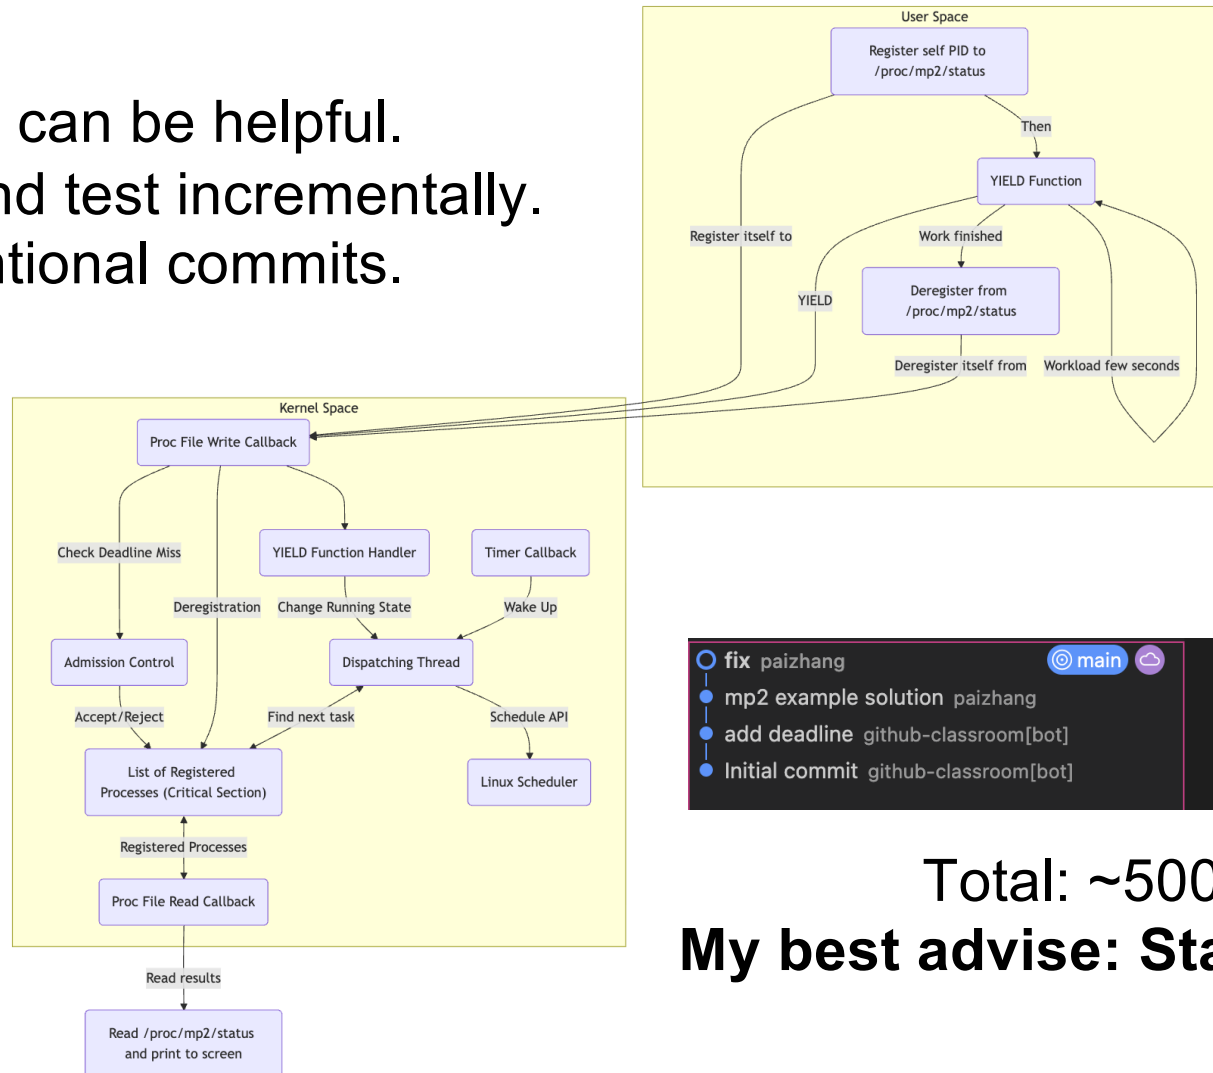 can be helpful.
test incrementally.
commits.
User Space
Register self PID to
/proc/mp2/status
Then
YIELD Function
Register itself to
Work finished
YIELD
Deregister from
/proc/mp2/status
Deregister itself from
Workload few seconds
Kernel Space
Proc File Write Callback
Check Deadline Miss
YIELD Function Handler
Timer Callback
Deregistration
Change Running State
Wake Up
Admission Control
Dispatching Thread
Accept/Reject
Find next task
Schedule API
List of Registered
Processes (Critical Section)
Linux Scheduler
Registered Processes
Proc File Read Callback
Read results
Read /proc/mp2/status
and print to screen
fix paizhang main
mp2 example solution paizhang
add deadline github-classroom[bot]
Initial commit github-classroom[bot]
Total: ~500
My best advise: